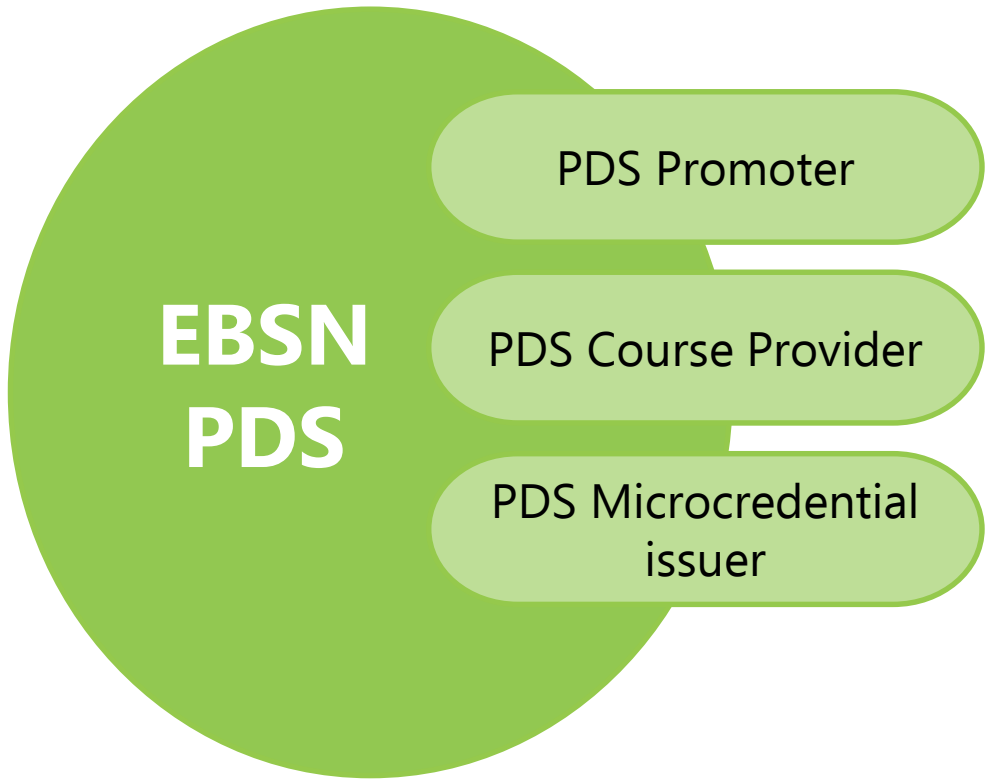 EBSN
PDS
PDS Promoter
PDS Course Provider
PDS Microcredential
issuer